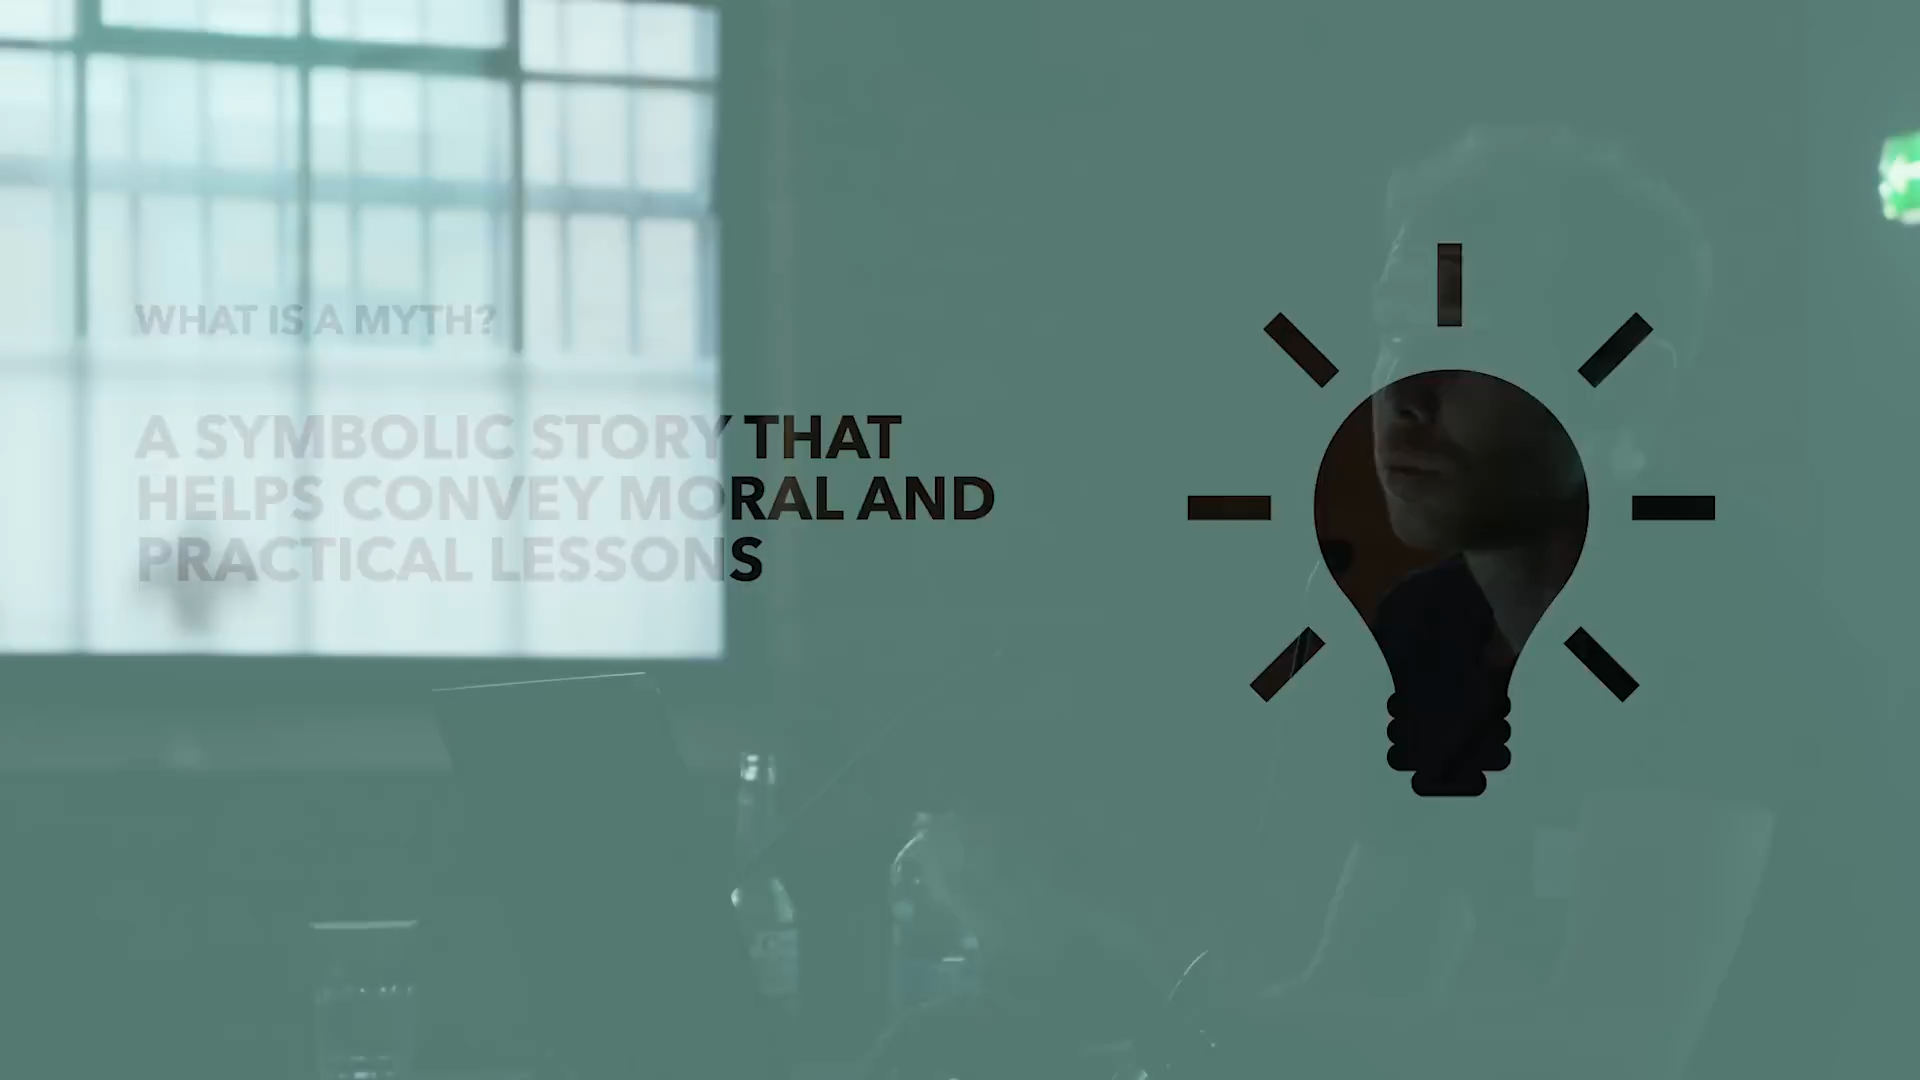 WHAT IS A MYTH?
A SYMBOLIC STORY THAT
HELPS CONVEY MORAL AND
PRACTICAL LESSONS